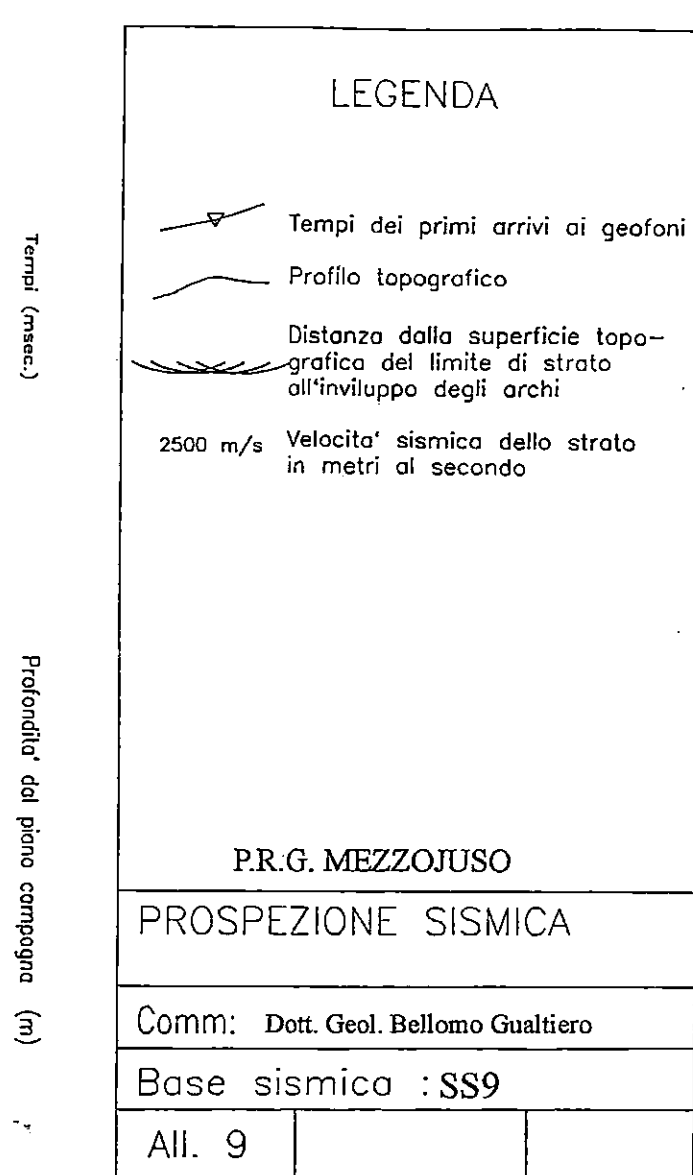 LEGENDA
Tempi dei primi arrivi ai geofoni
Profilo topografico
Distanza dalla superficie topo-
grafica del limite di strato
all'inviluppo degli archi
2500 m/s Velocita' sismica dello strato
in metri al secondo
Tempi (msec.)
Profondita' dal piano campagna (m)
P.R.G. MEZZOJUSO
PROSPEZIONE SISMICA
Comm: Dott. Geol. Bellomo Gualtiero
Base sismica : SS9
All. 9